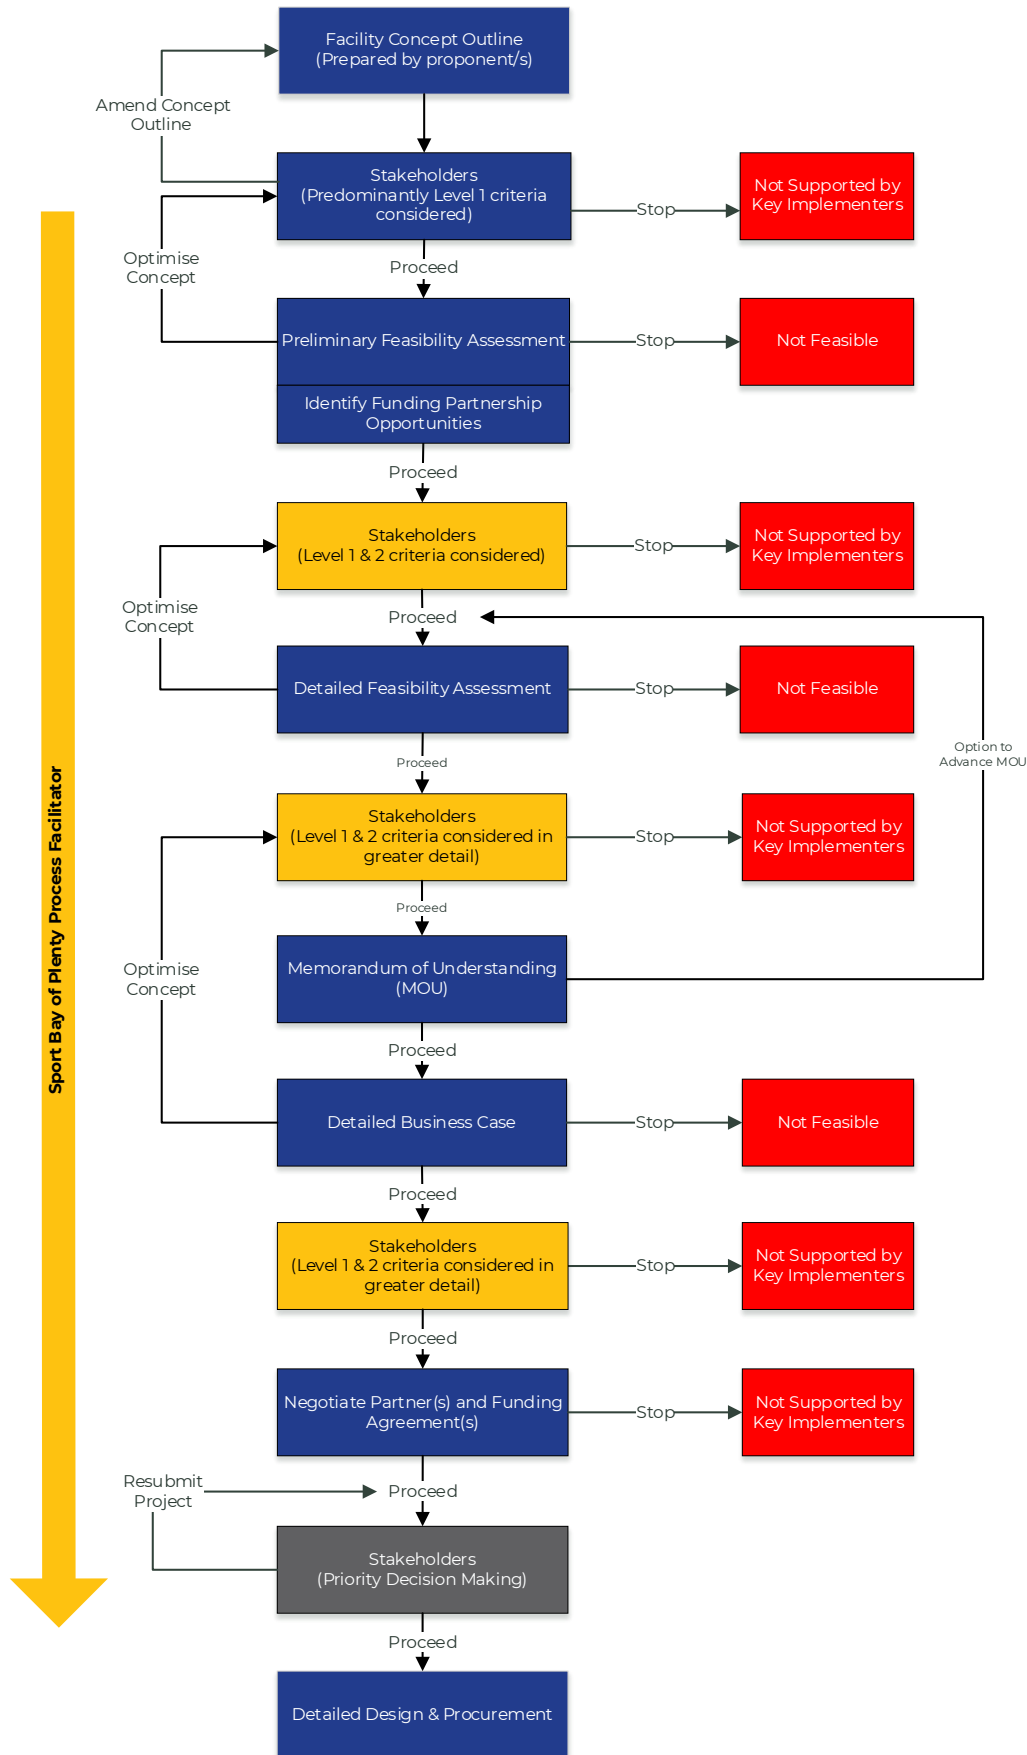 Facility Concept Outline
(Prepared by proponent/s)
Amend Concept
Outline
Stakeholders
(Predominantly Level 1 criteria
considered)
Stop
Not Supported by
Key Implementers
Optimise
Concept
Proceed
Preliminary Feasibility Assessment
Stop
Not Feasible
Identify Funding Partnership
Opportunities
Proceed
Stakeholders
(Level 1 & 2 criteria considered)
Stop
Not Supported by
Key Implementers
Optimise
Concept
Proceed
Detailed Feasibility Assessment
Stop
Not Feasible
Option to
Advance MOU
Proceed
Stakeholders
(Level 1 & 2 criteria considered in
greater detail)
Stop
Not Supported by
Key Implementers
Proceed
Sport Bay of Plenty Process Facilitator
Optimise
Concept
Memorandum of Understanding
(MOU)
Proceed
Detailed Business Case
Stop
Not Feasible
Proceed
Stakeholders
(Level 1 & 2 criteria considered in
greater detail)
Stop
Not Supported by
Key Implementers
Proceed
Negotiate Partner(s) and Funding
Agreement(s)
Stop
Not Supported by
Key Implementers
Resubmit
Project
Proceed
Stakeholders
(Priority Decision Making)
Proceed
Detailed Design & Procurement